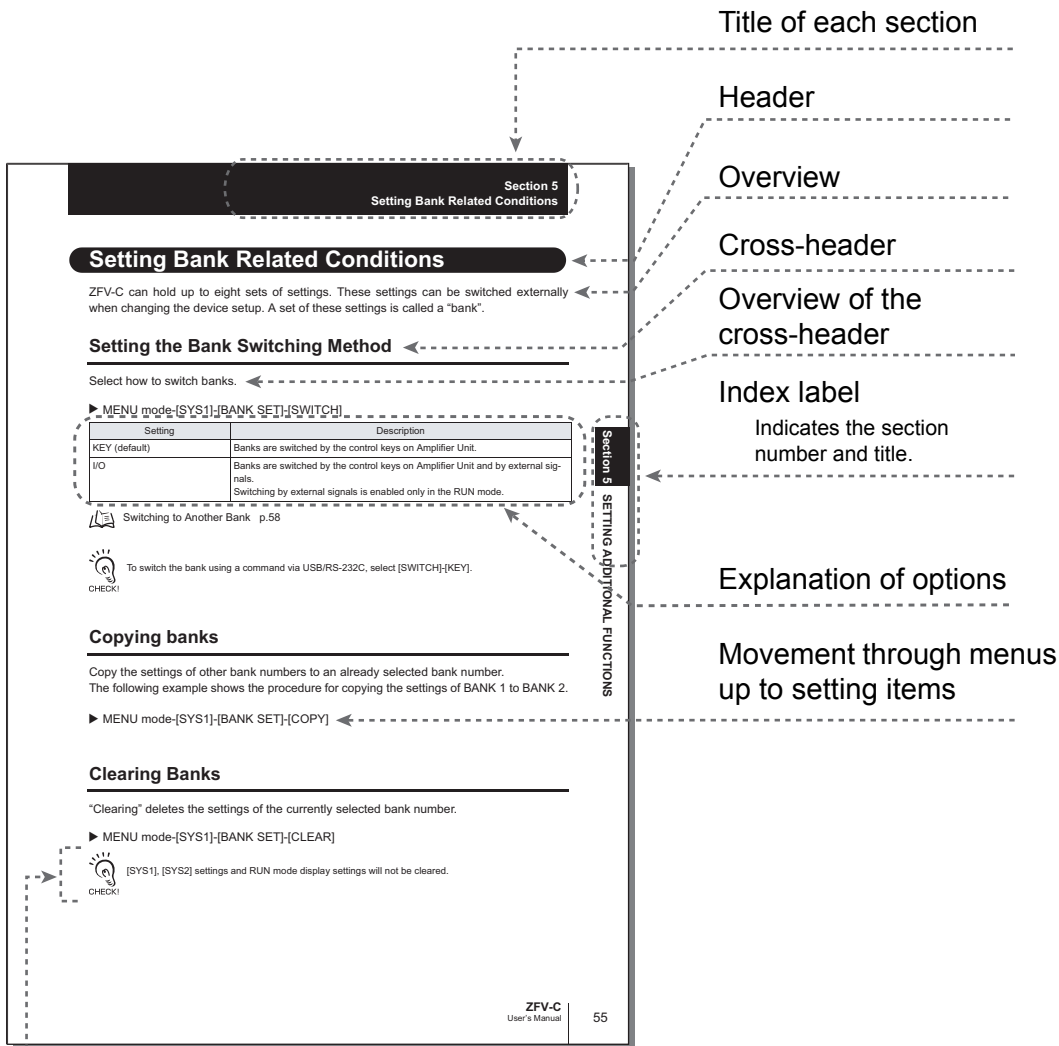 Title of each section
Header
Overview
Cross-header
Overview of the
cross-header
Index label
Indicates the section
number and title.
Explanation of options
Movement through menus
up to setting items
Section 5
Setting Bank Related Conditions
Setting Bank Related Conditions
ZFV-C can hold up to eight sets of settings. These settings can be switched externally
when changing the device setup. A set of these settings is called a “bank”.
Setting the Bank Switching Method
Select how to switch banks.
▶ MENU mode-[SYS1]-[BANK SET]-[SWITCH]
Setting Description
KEY (default) Banks are switched by the control keys on Amplifier Unit.
I/O Banks are switched by the control keys on Amplifier Unit and by external sig-
nals.
Switching by external signals is enabled only in the RUN mode.
Switching to Another Bank p.58
To switch the bank using a command via USB/RS-232C, select [SWITCH]-[KEY].
CHECK!
Copying banks
Copy the settings of other bank numbers to an already selected bank number.
The following example shows the procedure for copying the settings of BANK 1 to BANK 2.
▶ MENU mode-[SYS1]-[BANK SET]-[COPY]
Clearing Banks
“Clearing” deletes the settings of the currently selected bank number.
▶ MENU mode-[SYS1]-[BANK SET]-[CLEAR]
[SYS1], [SYS2] settings and RUN mode display settings will not be cleared.
CHECK!
Section 5 SETTING ADDITIONAL FUNCTIONS
ZFV-C
User’s Manual
55